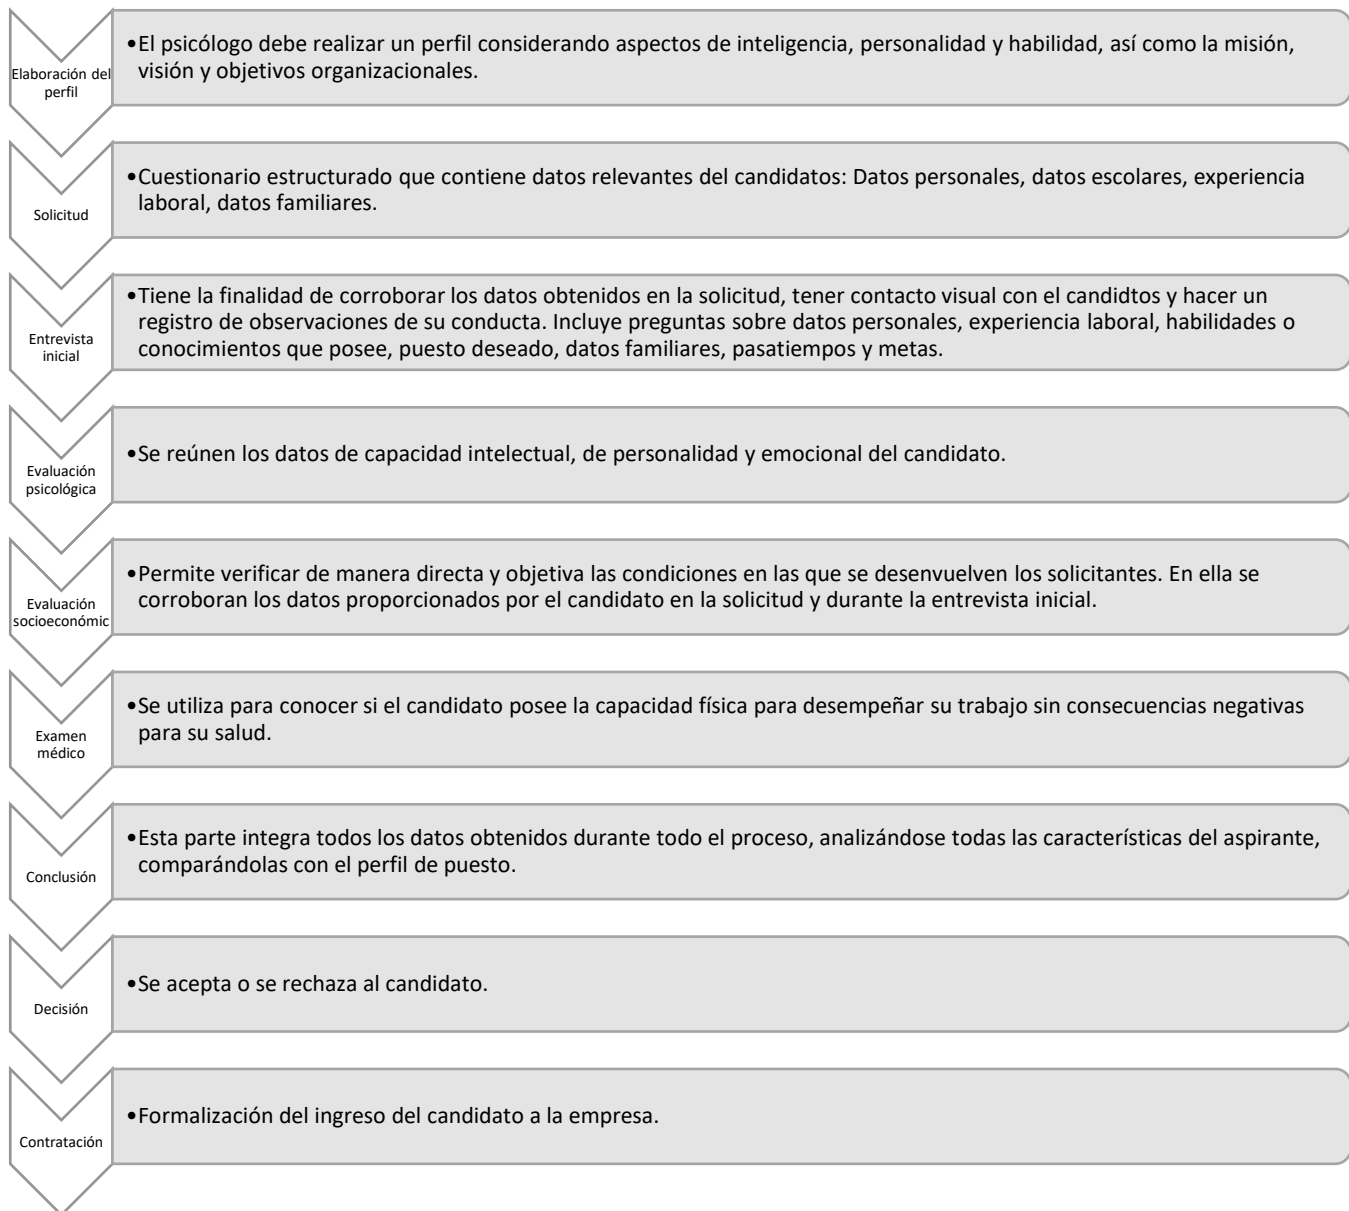 Elaboración del
perfil
•El psicólogo debe realizar un perfil considerando aspectos de inteligencia, personalidad y habilidad, así como la misión,
visión y objetivos organizacionales.
Solicitud
•Cuestionario estructurado que contiene datos relevantes del candidatos: Datos personales, datos escolares, experiencia
laboral, datos familiares.
Entrevista
inicial
•Tiene la finalidad de corroborar los datos obtenidos en la solicitud, tener contacto visual con el candidtos y hacer un
registro de observaciones de su conducta. Incluye preguntas sobre datos personales, experiencia laboral, habilidades o
conocimientos que posee, puesto deseado, datos familiares, pasatiempos y metas.
Evaluación
psicológica
•Se reúnen los datos de capacidad intelectual, de personalidad y emocional del candidato.
Evaluación
socioeconómic
•Permite verificar de manera directa y objetiva las condiciones en las que se desenvuelven los solicitantes. En ella se
corroboran los datos proporcionados por el candidato en la solicitud y durante la entrevista inicial.
Examen
médico
•Se utiliza para conocer si el candidato posee la capacidad física para desempeñar su trabajo sin consecuencias negativas
para su salud.
Conclusión
•Esta parte integra todos los datos obtenidos durante todo el proceso, analizándose todas las características del aspirante,
comparándolas con el perfil de puesto.
Decisión
•Se acepta o se rechaza al candidato.
Contratación
•Formalización del ingreso del candidato a la empresa.